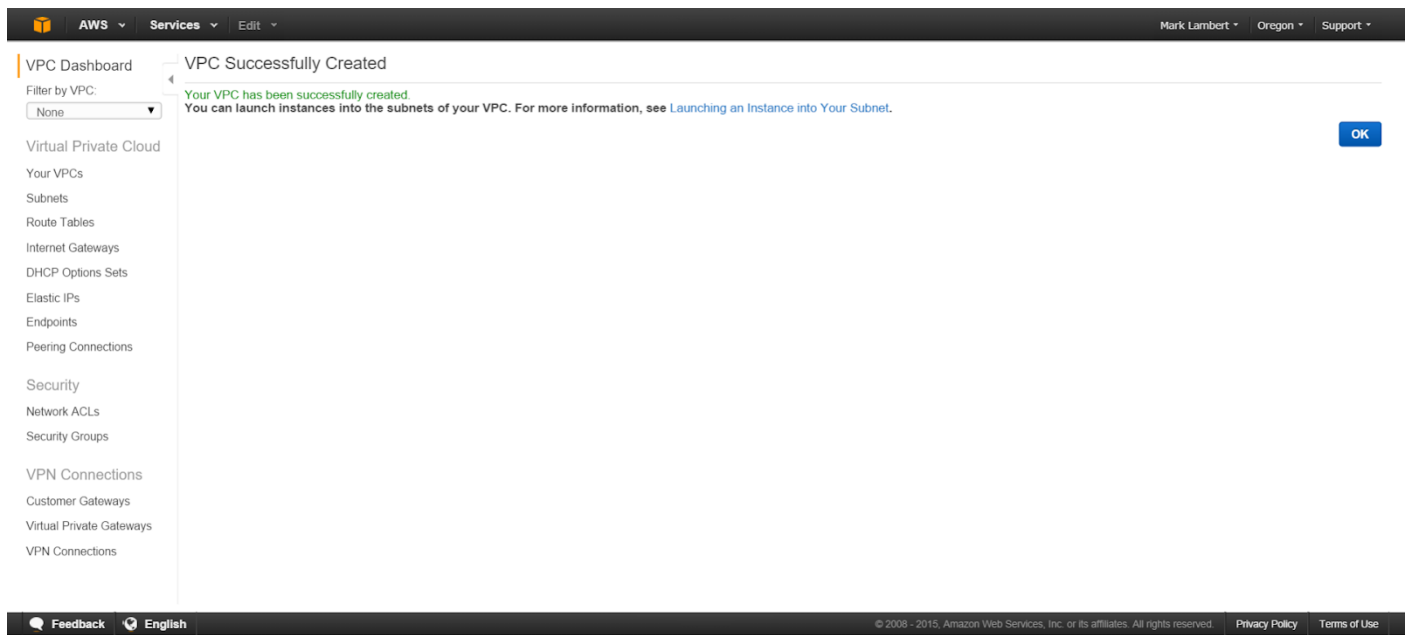 AWS Services Edit Mark Lambert Oregon Support
VPC Dashboard
Filter by VPC:
None
Virtual Private Cloud
Your VPCs
Subnets
Route Tables
Internet Gateways
DHCP Options Sets
Elastic IPs
Endpoints
Peering Connections
Security
Network ACLs
Security Groups
VPN Connections
Customer Gateways
Virtual Private Gateways
VPN Connections
VPC Successfully Created
Your VPC has been successfully created.
You can launch instances into the subnets of your VPC. For more information, see Launching an Instance into Your Subnet.
OK
Feedback English © 2008 - 2015, Amazon Web Services, Inc. or its affiliates. All rights reserved. Privacy Policy Terms of Use